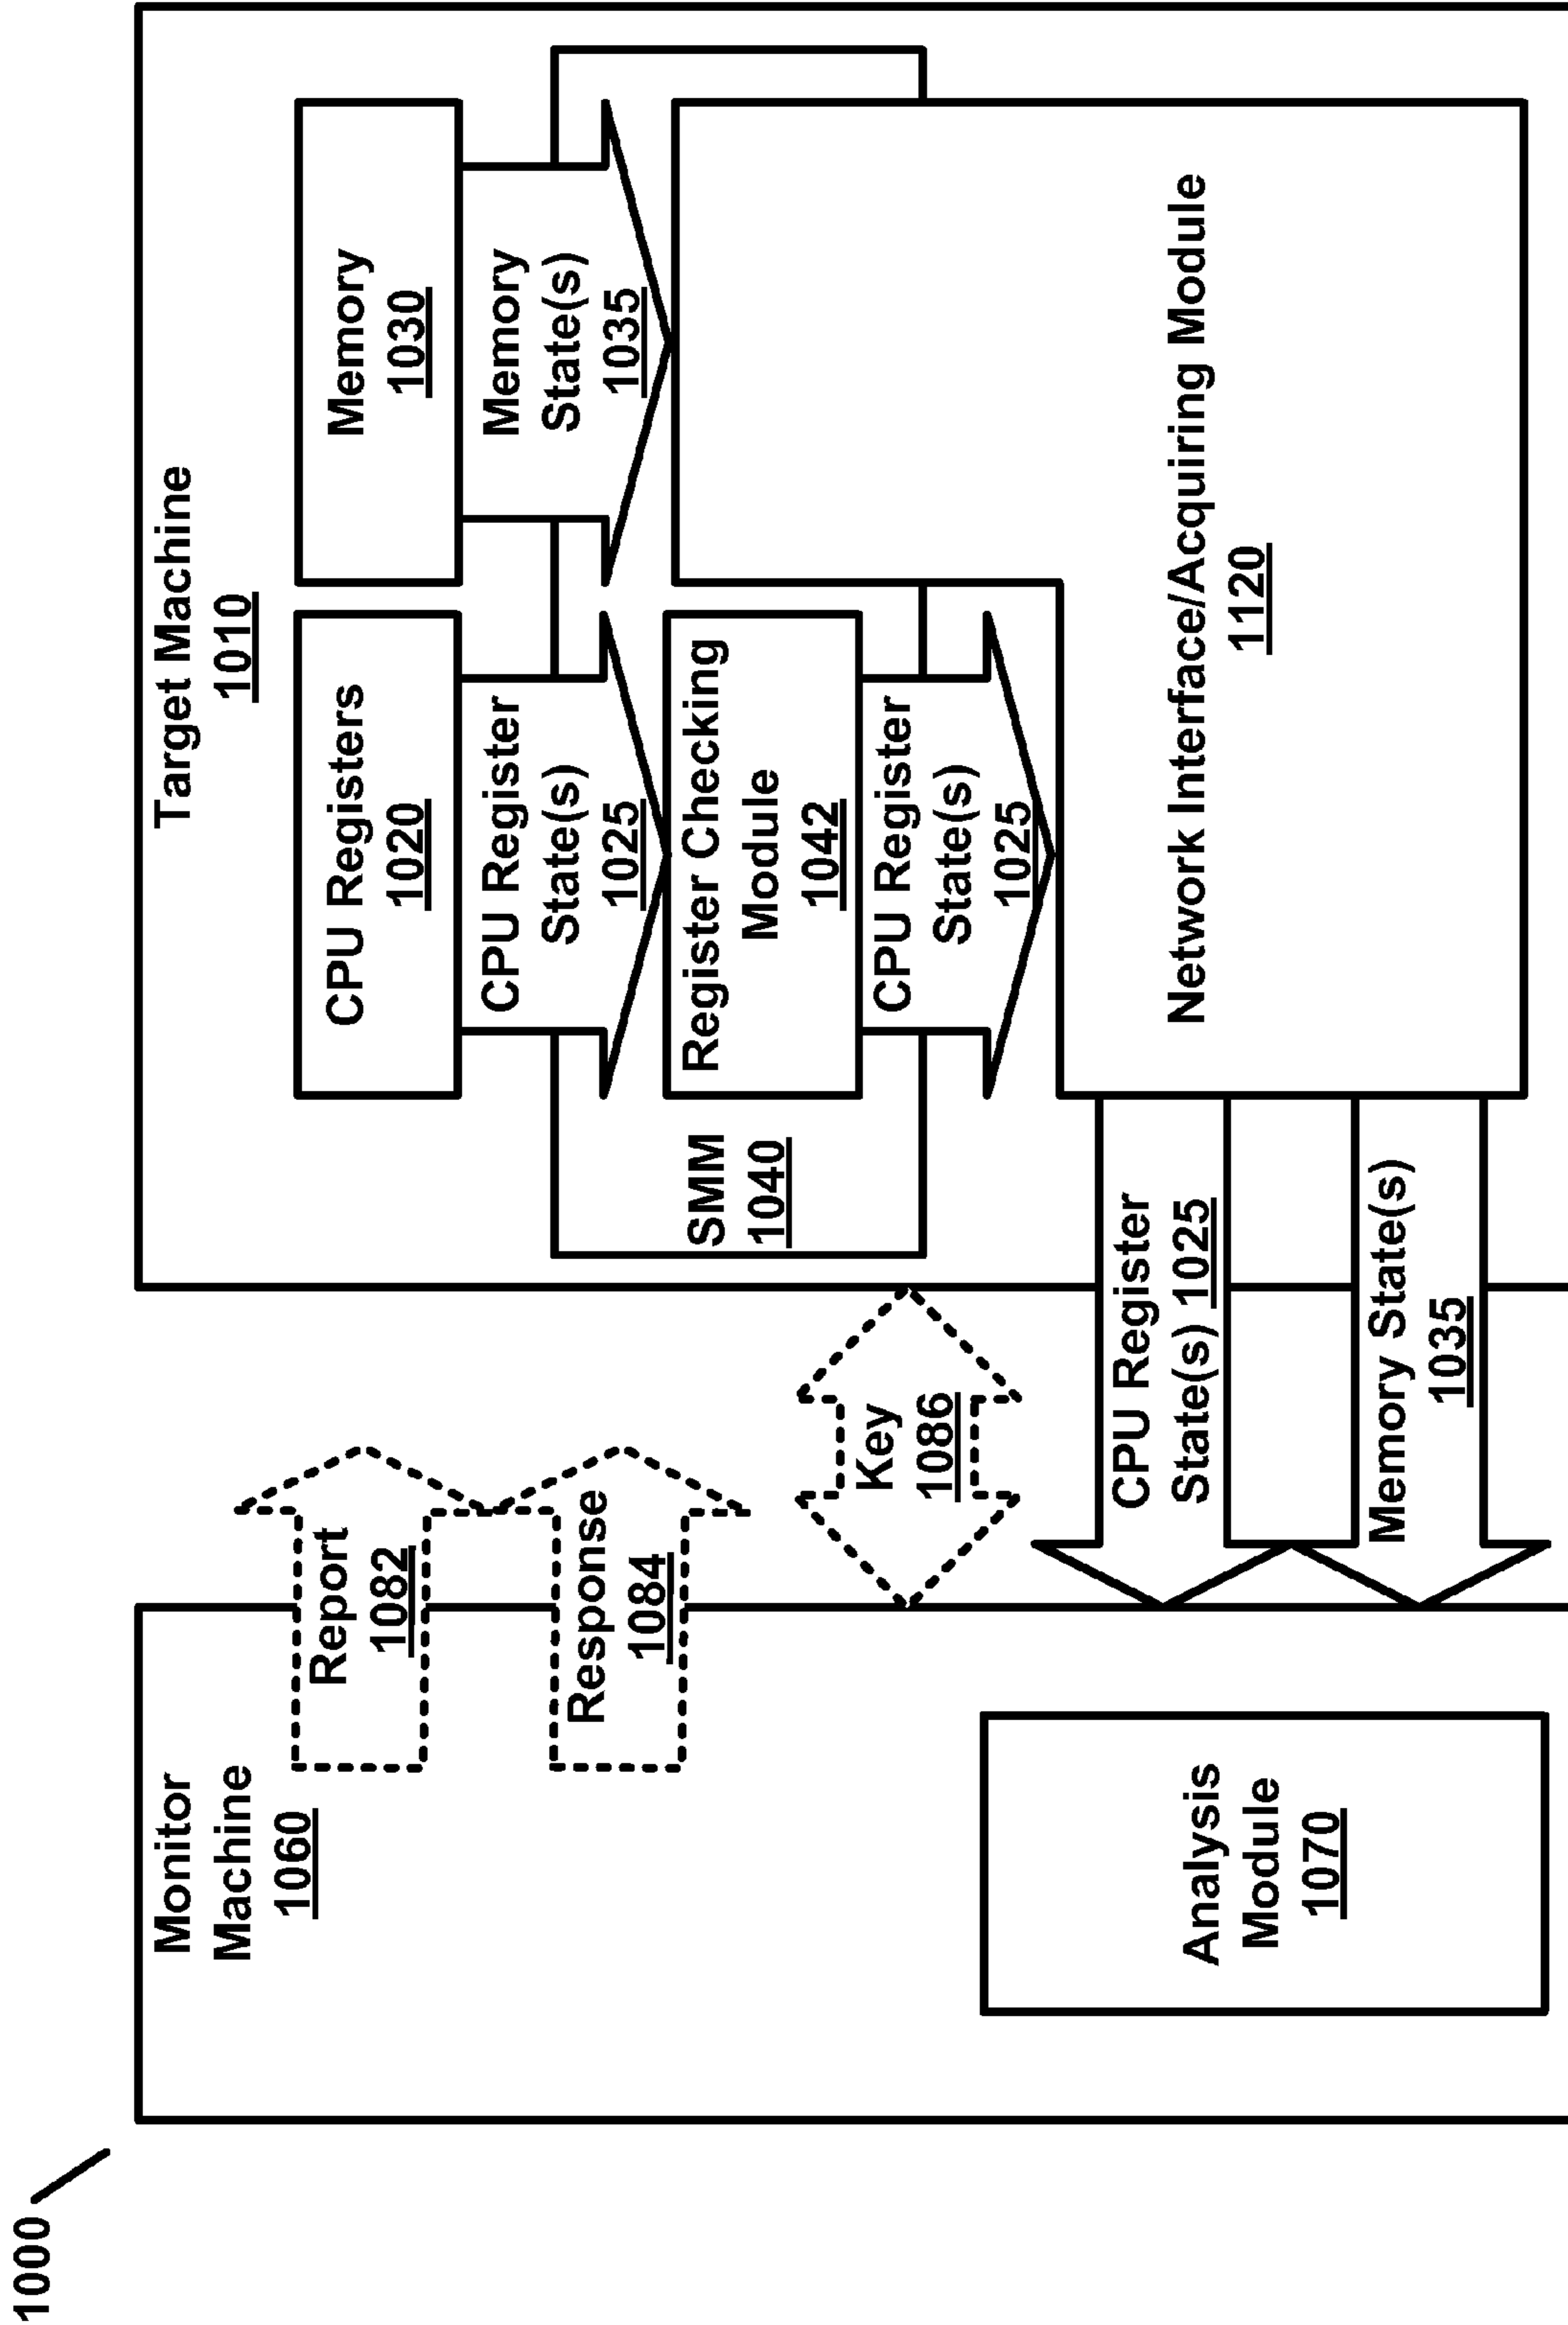 1000
Monitor
Machine
1060
Report
1082
Response
1084
Key
1086
Analysis
Module
1070
CPU Register
State(s) 1025
Memory State(s)
1035
Target Machine
1010
CPU Registers
1020
Memory
1030
CPU Register
State(s)
1025
Memory
State(s)
1035
SMM
1040
Register Checking
Module
1042
CPU Register
State(s)
1025
Network Interface/Acquiring Module
1120